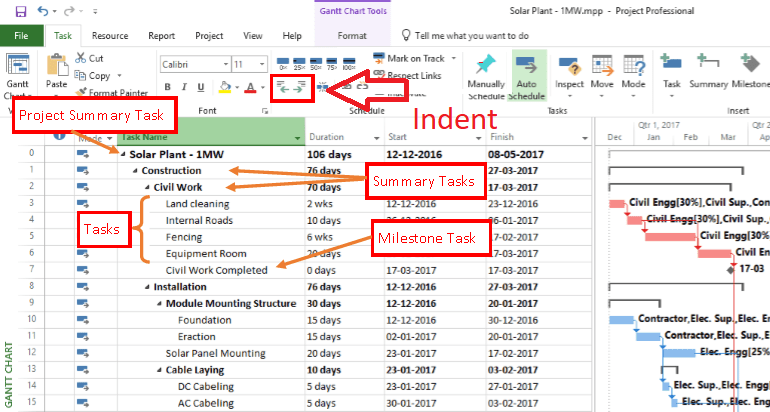 Gantt Chart Tools
Solar Plant - 1MW.mpp - Project Professional
File Task Resource Report Project View Help Format Tell me what you want to do
Gantt
Chart
Paste
Cut
Copy
Format Painter
Calibri 11
B I U A
Font
0% 25% 50% 75% 100%
Mark on Track
Respect Links
Schedule
Manually
Schedule
Auto
Schedule
Inspect
Move
Mode
Tasks
Task
Summary
Milestone
Insert
Indent
Project Summary Task
Summary Tasks
Tasks
Milestone Task
Mode Task Name Duration Start Finish
Qtr 1, 2017
Dec Jan Feb Mar Ap
0 Solar Plant - 1MW 106 days 12-12-2016 08-05-2017
1 Construction 76 days 27-03-2017
2 Civil Work 70 days 17-03-2017
3 Land cleaning 2 wks 12-12-2016 23-12-2016 Civil Engg[30%],Civil Sup.,Con
4 Internal Roads 10 days 06-01-2017 Civil Engg[30%],Civil Sup
5 Fencing 6 wks 17-02-2017 Civil Engg[30%
6 Equipment Room 20 days 17-03-2017 Civil Eng
7 Civil Work Completed 0 days 17-03-2017 17-03-2017 17-03
8 Installation 76 days 12-12-2016 27-03-2017
9 Module Mounting Structure 30 days 12-12-2016 20-01-2017
10 Foundation 15 days 12-12-2016 30-12-2016 Contractor,Elec. Sup.,Elec. E
11 Eraction 15 days 02-01-2017 20-01-2017 Contractor,Elec. Sup.,
12 Solar Panel Mounting 20 days 23-01-2017 17-02-2017 Elec. Engg[25%
13 Cable Laying 10 days 23-01-2017 03-02-2017
14 DC Cabeling 5 days 23-01-2017 27-01-2017 Elec. Sup.,Elec. Engg
15 AC Cabeling 5 days 30-01-2017 03-02-2017 Elec. Sup.,Elec. En
GANTT CHART